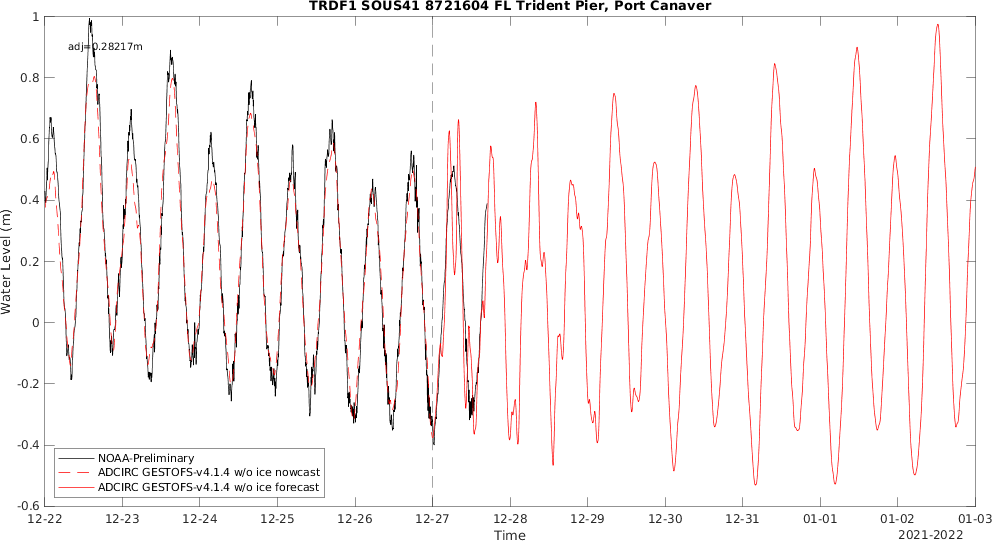 TRDF1 SOUS41 8721604 FL Trident Pier, Port Canaver
adj=0.28217m
1
0.8
0.6
0.4
0.2
0
-0.2
-0.4
-0.6
Water Level (m)
NOAA-Preliminary
ADCIRC GESTOFS-v4.1.4 w/o ice nowcast
ADCIRC GESTOFS-v4.1.4 w/o ice forecast
12-22 12-23 12-24 12-25 12-26 12-27 12-28 12-29 12-30 12-31 01-01 01-02 01-03
Time
2021-2022